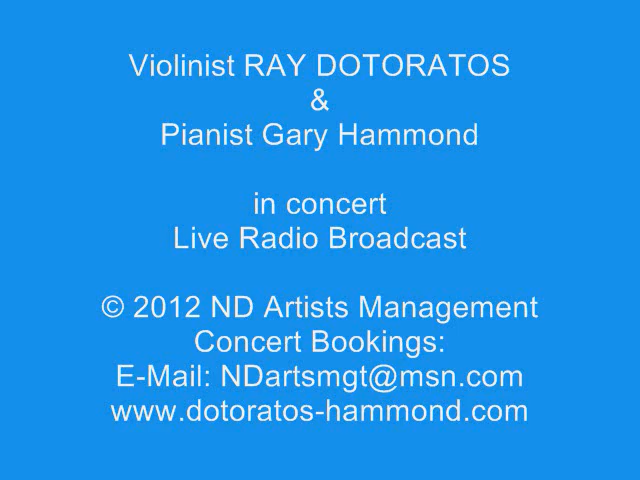 Violinist RAY DOTORATOS
&
Pianist Gary Hammond
in concert
Live Radio Broadcast
© 2012 ND Artists Management
Concert Bookings:
E-Mail: NDartsmgt@msn.com
www.dotoratos-hammond.com